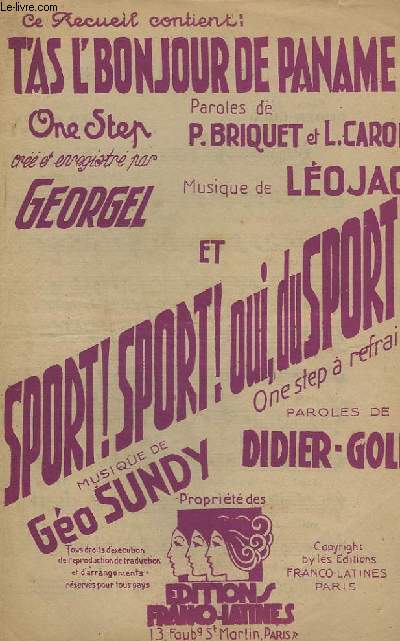 Le-livre.com
Ce Recueil contient:
T'AS L'BONJOUR DE PANAME
One Step
créé et enregistré par
GEORGEL
Paroles de
P. BRIQUET et L. CAROL
Musique de LÉOJAC
ET
SPORT! SPORT! OUI, du SPORT
One step à refrai
PAROLES DE
DIDIER-GOL
MUSIQUE DE
Géo SUNDY
Propriété des
EDITIONS
FRANCO-LATINES
13, Faubg St Martin, PARIS
Tous droits d'exécution
de reproduction de traduction
et d'arrangements
réservés pour tous pays
Copyright
by les Editions
FRANCO-LATINES
PARIS